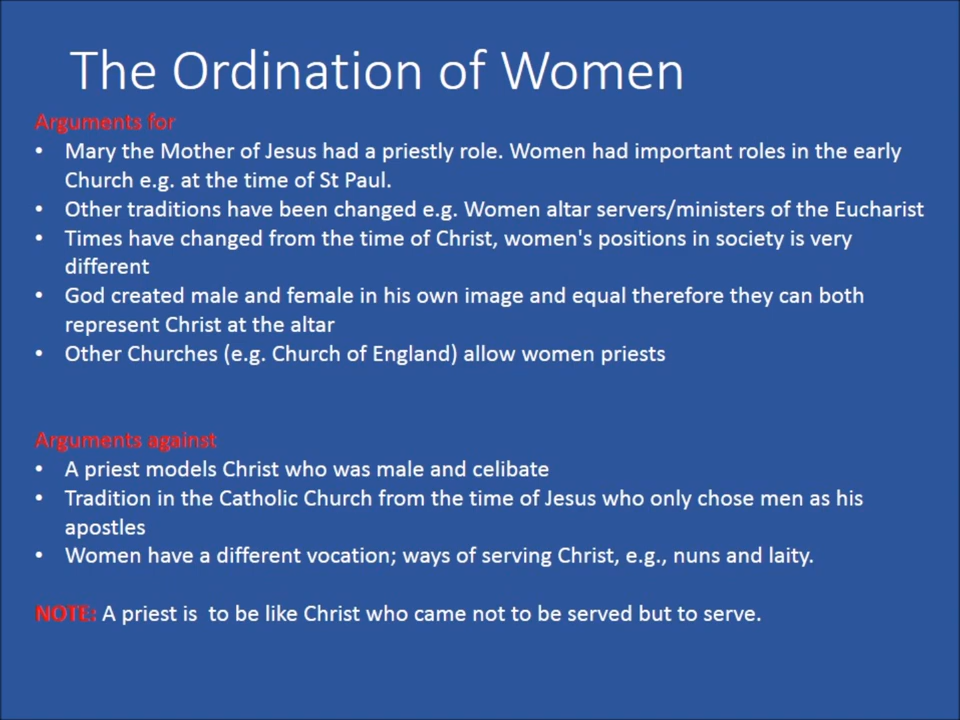 The Ordination of Women
Arguments for
• Mary the Mother of Jesus had a priestly role. Women had important roles in the early
Church e.g. at the time of St Paul.
• Other traditions have been changed e.g. Women altar servers/ministers of the Eucharist
• Times have changed from the time of Christ, women's positions in society is very
different
• God created male and female in his own image and equal therefore they can both
represent Christ at the altar
• Other Churches (e.g. Church of England) allow women priests
Arguments against
• A priest models Christ who was male and celibate
• Tradition in the Catholic Church from the time of Jesus who only chose men as his
apostles
• Women have a different vocation; ways of serving Christ, e.g., nuns and laity.
NOTE: A priest is  to be like Christ who came not to be served but to serve.